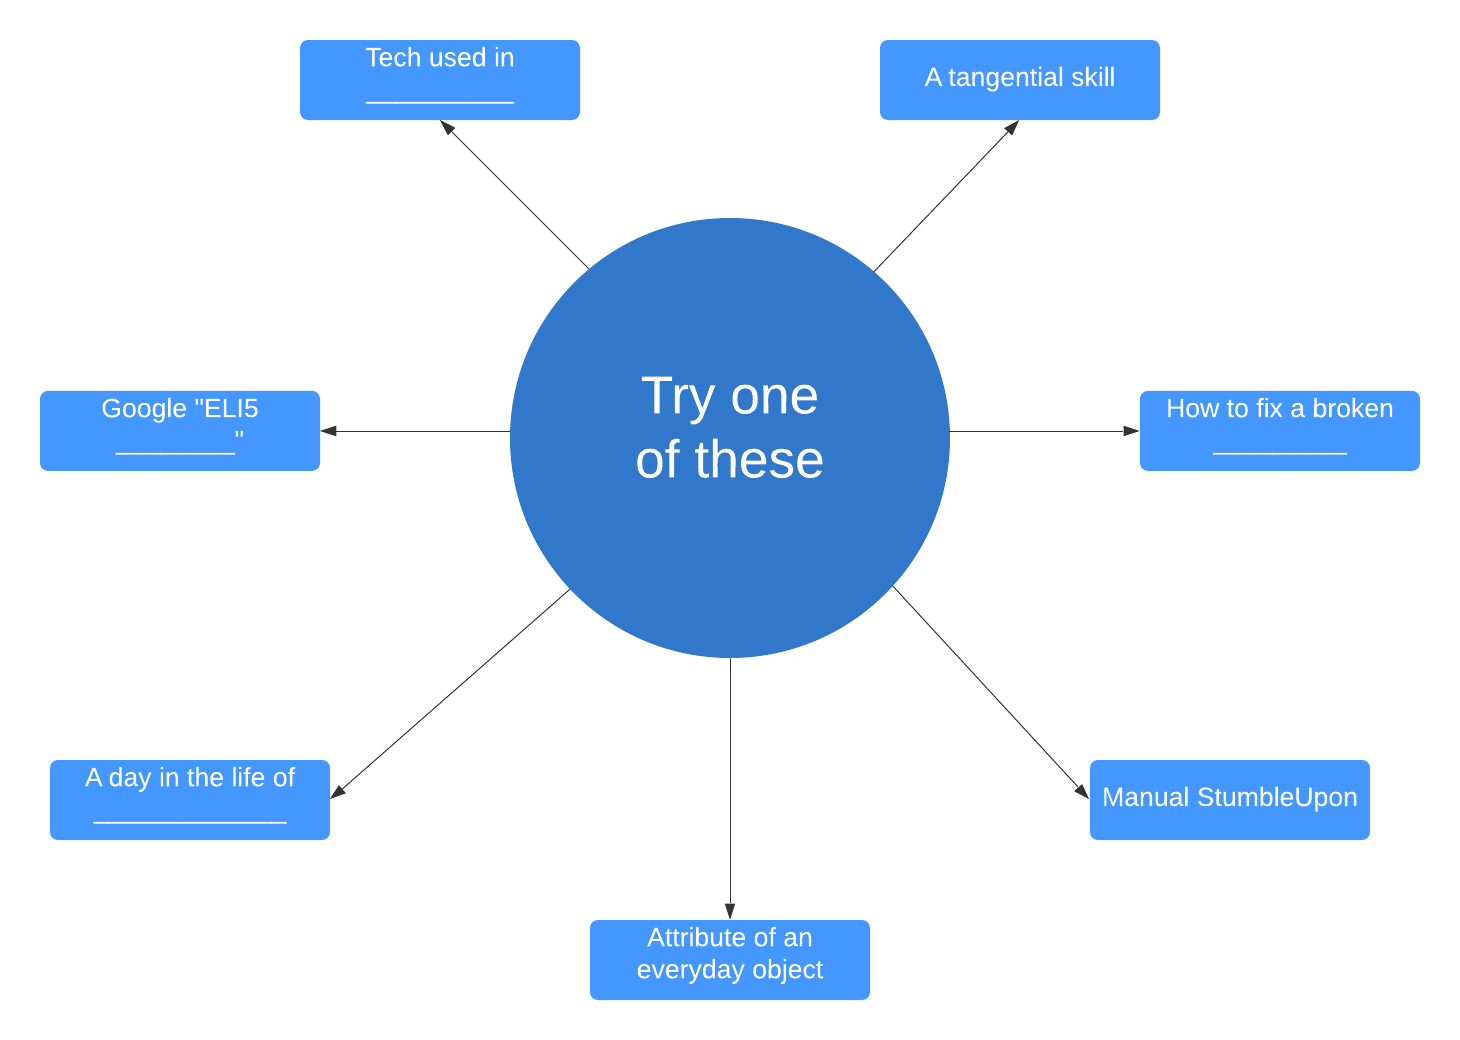 Tech used in
__________
A tangential skill
Try one
of these
Google "ELI5
________"
How to fix a broken
_________
A day in the life of
_____________
Manual StumbleUpon
Attribute of an
everyday object